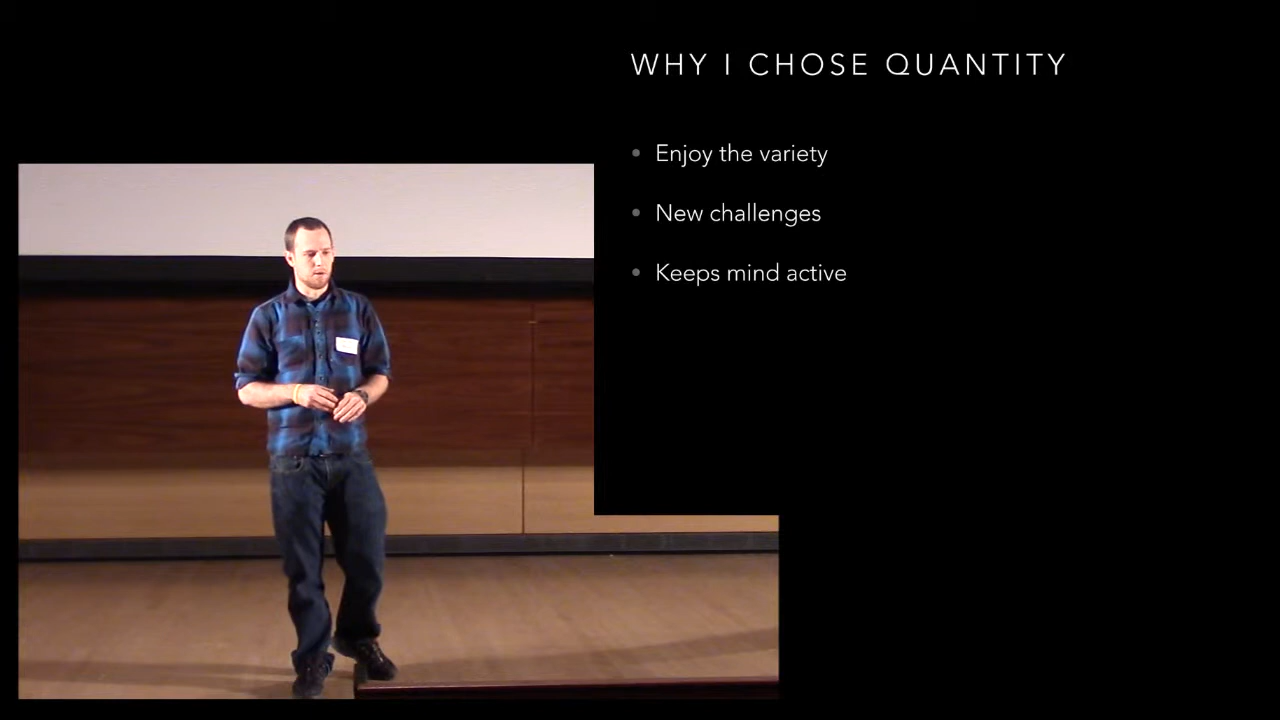 WHY I CHOSE QUANTITY
• Enjoy the variety
• New challenges
• Keeps mind active